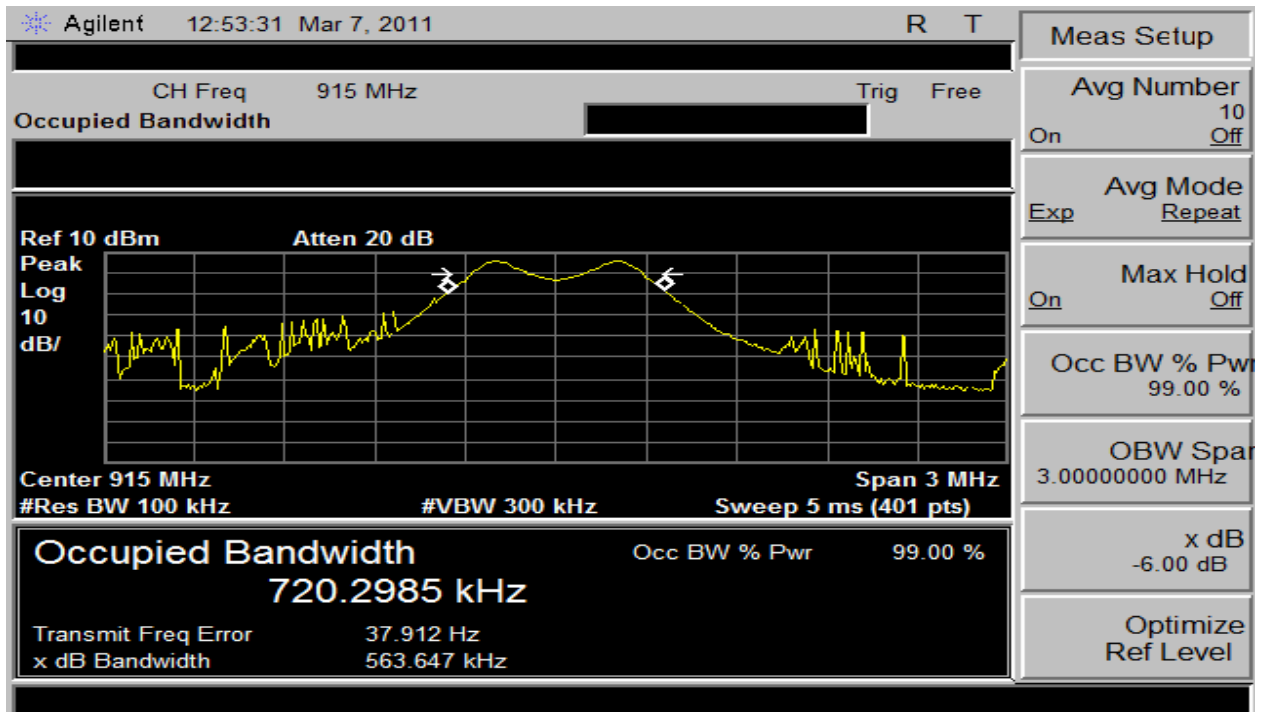 Agilent 12:53:31 Mar 7, 2011 R T
CH Freq 915 MHz Trig Free
Occupied Bandwidth
Ref 10 dBm Atten 20 dB
Peak
Log
10
dB/
Center 915 MHz Span 3 MHz
#Res BW 100 kHz #VBW 300 kHz Sweep 5 ms (401 pts)
Occupied Bandwidth Occ BW % Pwr 99.00 %
720.2985 kHz
Transmit Freq Error 37.912 Hz
x dB Bandwidth 563.647 kHz
Meas Setup
Avg Number
10
On Off
Avg Mode
Exp Repeat
Max Hold
On Off
Occ BW % Pwr
99.00 %
OBW Span
3.00000000 MHz
x dB
-6.00 dB
Optimize
Ref Level